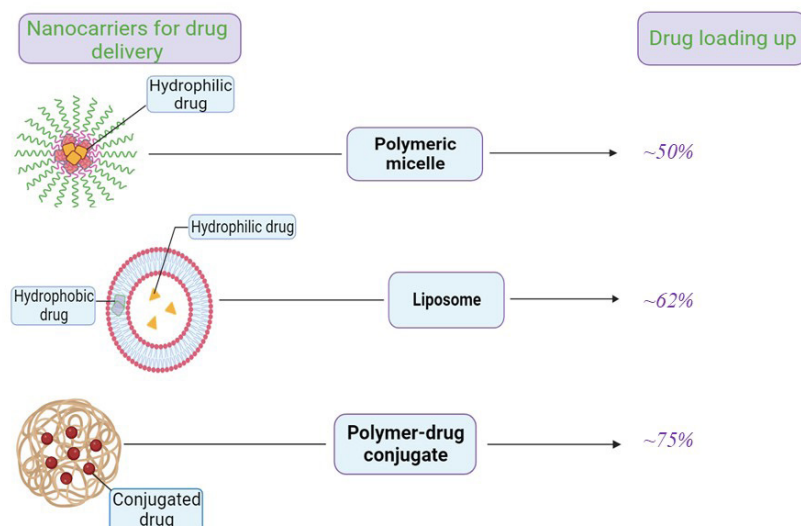 Nanocarriers for drug
delivery
Drug loading up
Hydrophilic
drug
Polymeric
micelle
~50%
Hydrophilic drug
Hydrophobic
drug
Liposome
~62%
Polymer-drug
conjugate
~75%
Conjugated
drug